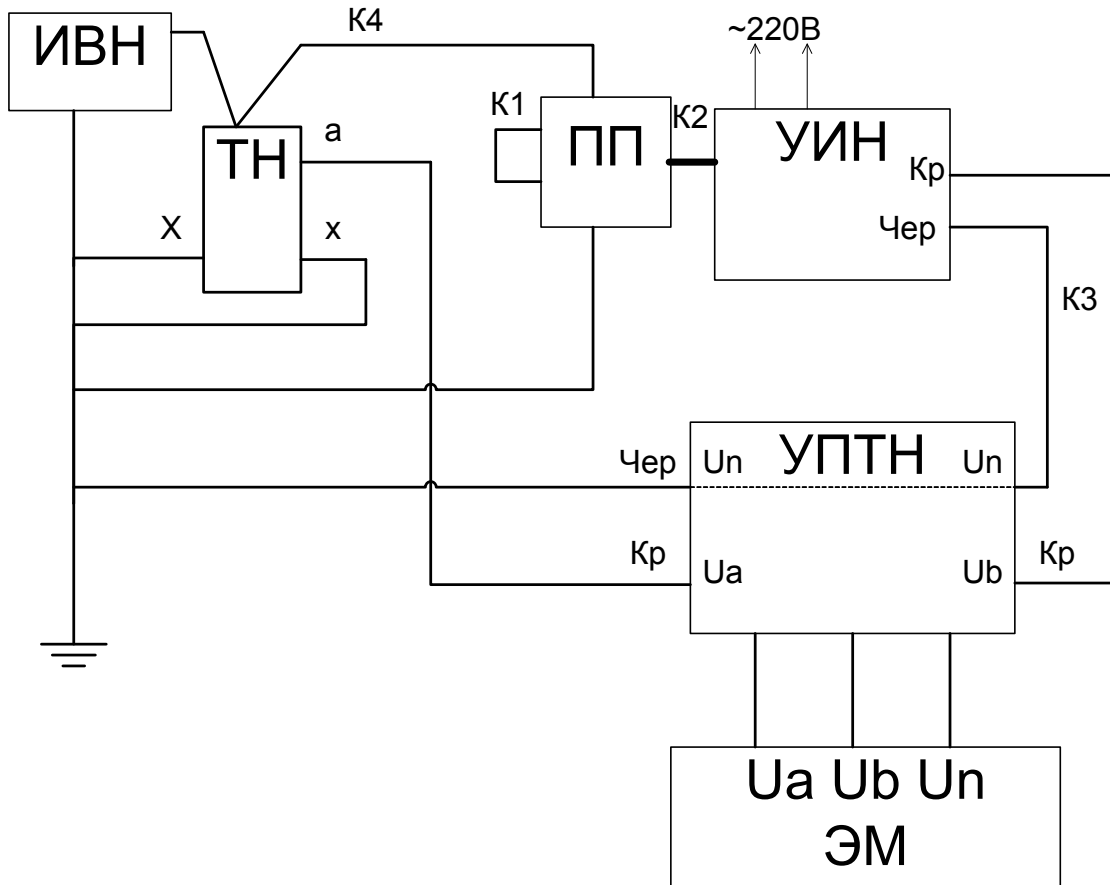 К4
~220В
ИВН
К1
К2
а
ТН
ПП
УИН
Кр
Х
х
Чер
К3
Чер
Un
УПТН
Un
Кр
Ua
Ub
Кр
Ua Ub Un
ЭМ